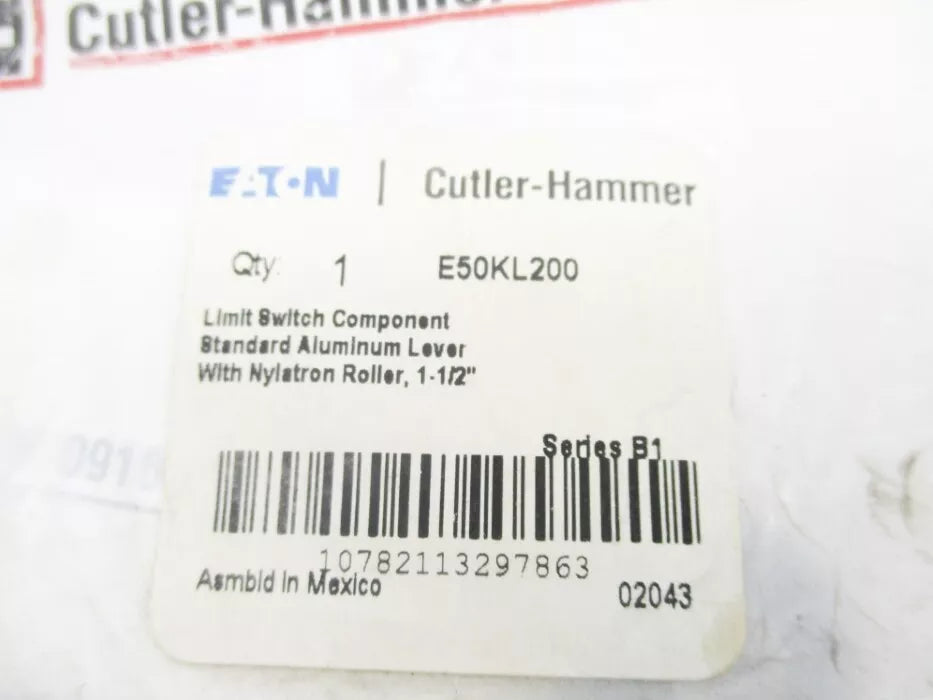 Cutler-Hammer
EATON | Cutler-Hammer
Qty: 1 E50KL200
Limit Switch Component
Standard Aluminum Lever
With Nylatron Roller, 1-1/2"
Series B1
10782113297863
Asmbld In Mexico
02043